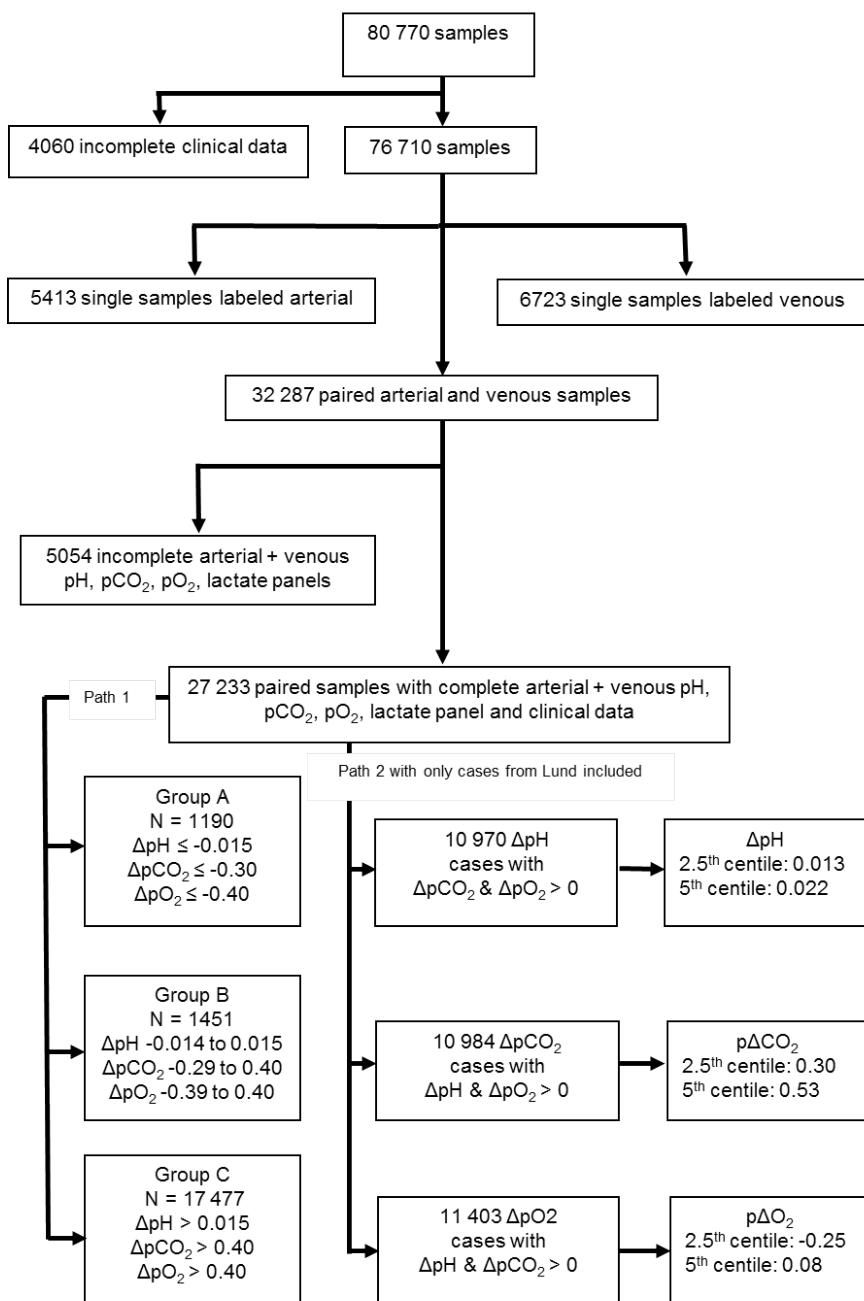 80 770 samples
4060 incomplete clinical data
76 710 samples
5413 single samples labeled arterial
6723 single samples labeled venous
32 287 paired arterial and venous samples
5054 incomplete arterial + venous
pH, pCO₂, pO₂, lactate panels
27 233 paired samples with complete arterial + venous pH,
pCO₂, pO₂, lactate panel and clinical data
Path 1
Group A
N = 1190
ΔpH ≤ -0.015
ΔpCO₂ ≤ -0.30
ΔpO₂ ≤ -0.40
Group B
N = 1451
ΔpH -0.014 to 0.015
ΔpCO₂ -0.29 to 0.40
ΔpO₂ -0.39 to 0.40
Group C
N = 17 477
ΔpH > 0.015
ΔpCO₂ > 0.40
ΔpO₂ > 0.40
Path 2 with only cases from Lund included
10 970 ΔpH
cases with
ΔpCO₂ & ΔpO₂ > 0
ΔpH
2.5th centile: 0.013
5th centile: 0.022
10 984 ΔpCO₂
cases with
ΔpH & ΔpO₂ > 0
pΔCO₂
2.5th centile: 0.30
5th centile: 0.53
11 403 ΔpO2
cases with
ΔpH & ΔpCO₂ > 0
pΔO₂
2.5th centile: -0.25
5th centile: 0.08